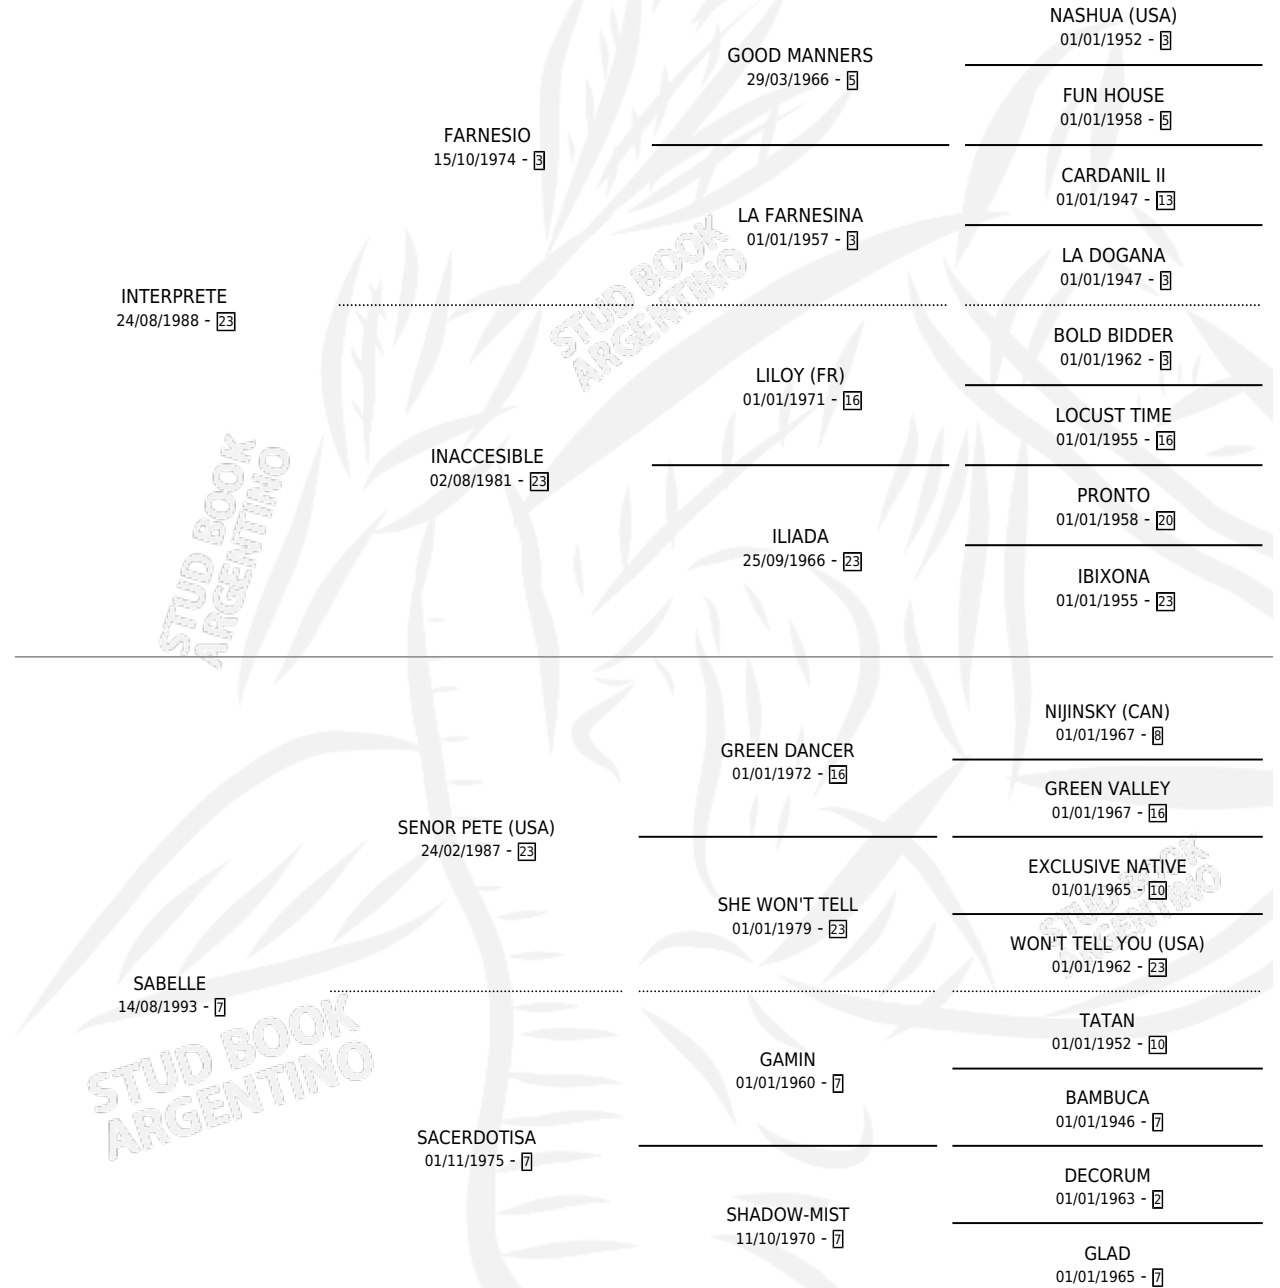 NASHUA (USA)
01/01/1952 - 3
GOOD MANNERS
29/03/1966 - 5
FUN HOUSE
01/01/1958 - 5
FARNESIO
15/10/1974 - 3
CARDANIL II
01/01/1947 - 13
LA FARNESINA
01/01/1957 - 3
LA DOGANA
01/01/1947 - 3
INTERPRETE
24/08/1988 - 23
BOLD BIDDER
01/01/1962 - 3
LILOY (FR)
01/01/1971 - 16
LOCUST TIME
01/01/1955 - 16
INACCESIBLE
02/08/1981 - 23
PRONTO
01/01/1958 - 20
ILIADA
25/09/1966 - 23
IBIXONA
01/01/1955 - 23
NIJINSKY (CAN)
01/01/1967 - 8
GREEN DANCER
01/01/1972 - 16
GREEN VALLEY
01/01/1967 - 16
SENOR PETE (USA)
24/02/1987 - 23
EXCLUSIVE NATIVE
01/01/1965 - 10
SHE WON'T TELL
01/01/1979 - 23
WON'T TELL YOU (USA)
01/01/1962 - 23
SABELLE
14/08/1993 - 7
TATAN
01/01/1952 - 10
GAMIN
01/01/1960 - 7
BAMBUCA
01/01/1946 - 7
SACERDOTISA
01/11/1975 - 7
DECORUM
01/01/1963 - 2
SHADOW-MIST
11/10/1970 - 7
GLAD
01/01/1965 - 7
STUD BOOK
ARGENTINO
STUD BOOK
ARGENTINO
STUD BOOK
ARGENTINO
STUD BOOK
ARGENTINO